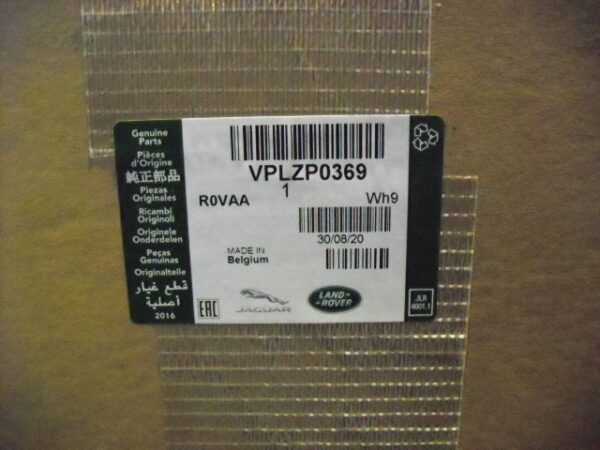 Genuine
Parts
Pièces
d'Origine
純正部品
Piezas
Originales
Ricambi
Originali
Originele
Onderdelen
Peças
Genuinas
Originalteile
قطع غيار
أصلية
2016
VPLZP0369
1
R0VAA
Wh9
30/08/20
MADE IN
Belgium
EAC
JAGUAR
LAND-
ROVER
JLR
4001.1